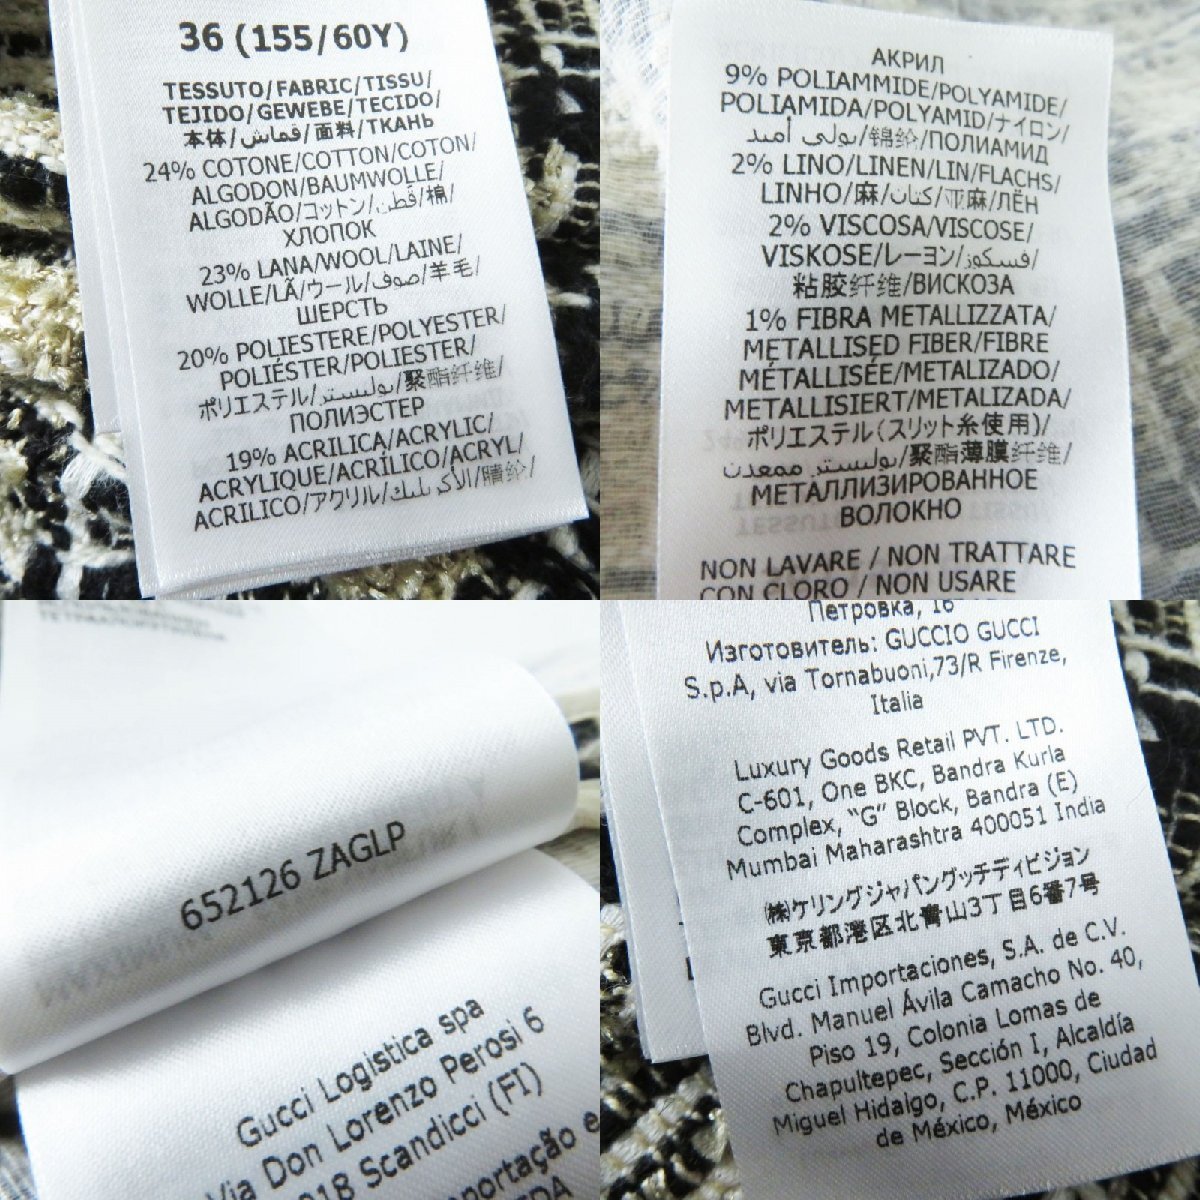 36 (155/60Y)
TESSUTO/FABRIC/TISSU/
TEJIDO/GEWEBE/TECIDO/
本体/قماش/面料/ТКАНЬ
24% COTONE/COTTON/COTON/
ALGODON/BAUMWOLLE/
ALGODÃO/コットン/قطن/棉/
ХЛОПОК
23% LANA/WOOL/LAINE/
WOLLE/LÃ/ウール/صوف/羊毛/
ШЕРСТЬ
20% POLIESTERE/POLYESTER/
POLIÉSTER/POLIESTER/
ポリエステル/بوليستر/聚酯纤维/
ПОЛИЭСТЕР
19% ACRILICA/ACRYLIC/
ACRYLIQUE/ACRÍLICO/ACRYL/
ACRILICO/アクリル/الأكريليك/腈纶/
АКРИЛ
9% POLIAMMIDE/POLYAMIDE/
POLIAMIDA/POLYAMID/ナイロン/
بولي أميد/锦纶/ПОЛИАМИД
2% LINO/LINEN/LIN/FLACHS/
LINHO/麻/كتان/亚麻/ЛЁН
2% VISCOSA/VISCOSE/
VISKOSE/レーヨン/فسكوز/
粘胶纤维/ВИСКОЗА
1% FIBRA METALLIZZATA/
METALLISED FIBER/FIBRE
MÉTALLISÉE/METALIZADO/
METALLISIERT/METALIZADA/
ポリエステル(スリット糸使用)/
بوليستر ممعدن/聚酯薄膜纤维/
МЕТАЛЛИЗИРОВАННОЕ
ВОЛОКНО
NON LAVARE / NON TRATTARE
CON CLORO / NON USARE
652126 ZAGLP
Gucci Logistica spa
Via Don Lorenzo Perosi 6
018 Scandicci (FI)
mportação e
Петровка, 16
Изготовитель: GUCCIO GUCCI
S.p.A, via Tornabuoni,73/R Firenze,
Italia
Luxury Goods Retail PVT. LTD.
C-601, One BKC, Bandra Kurla
Complex, "G" Block, Bandra (E)
Mumbai Maharashtra 400051 India
㈱ケリングジャパングッチディビジョン
東京都港区北青山3丁目6番7号
Gucci Importaciones, S.A. de C.V.
Blvd. Manuel Ávila Camacho No. 40,
Piso 19, Colonia Lomas de
Chapultepec, Sección I, Alcaldía
Miguel Hidalgo, C.P. 11000, Ciudad
de México, México